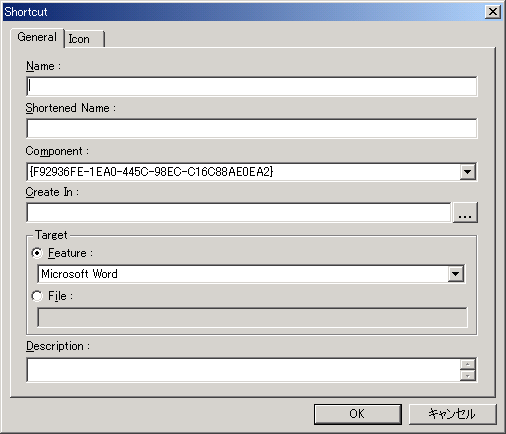 Shortcut
General
Icon
Name :
Shortened Name :
Component :
{F92936FE-1EA0-445C-98EC-C16C88AE0EA2}
Create In :
...
Target
Feature :
Microsoft Word
File :
Description :
OK
キャンセル